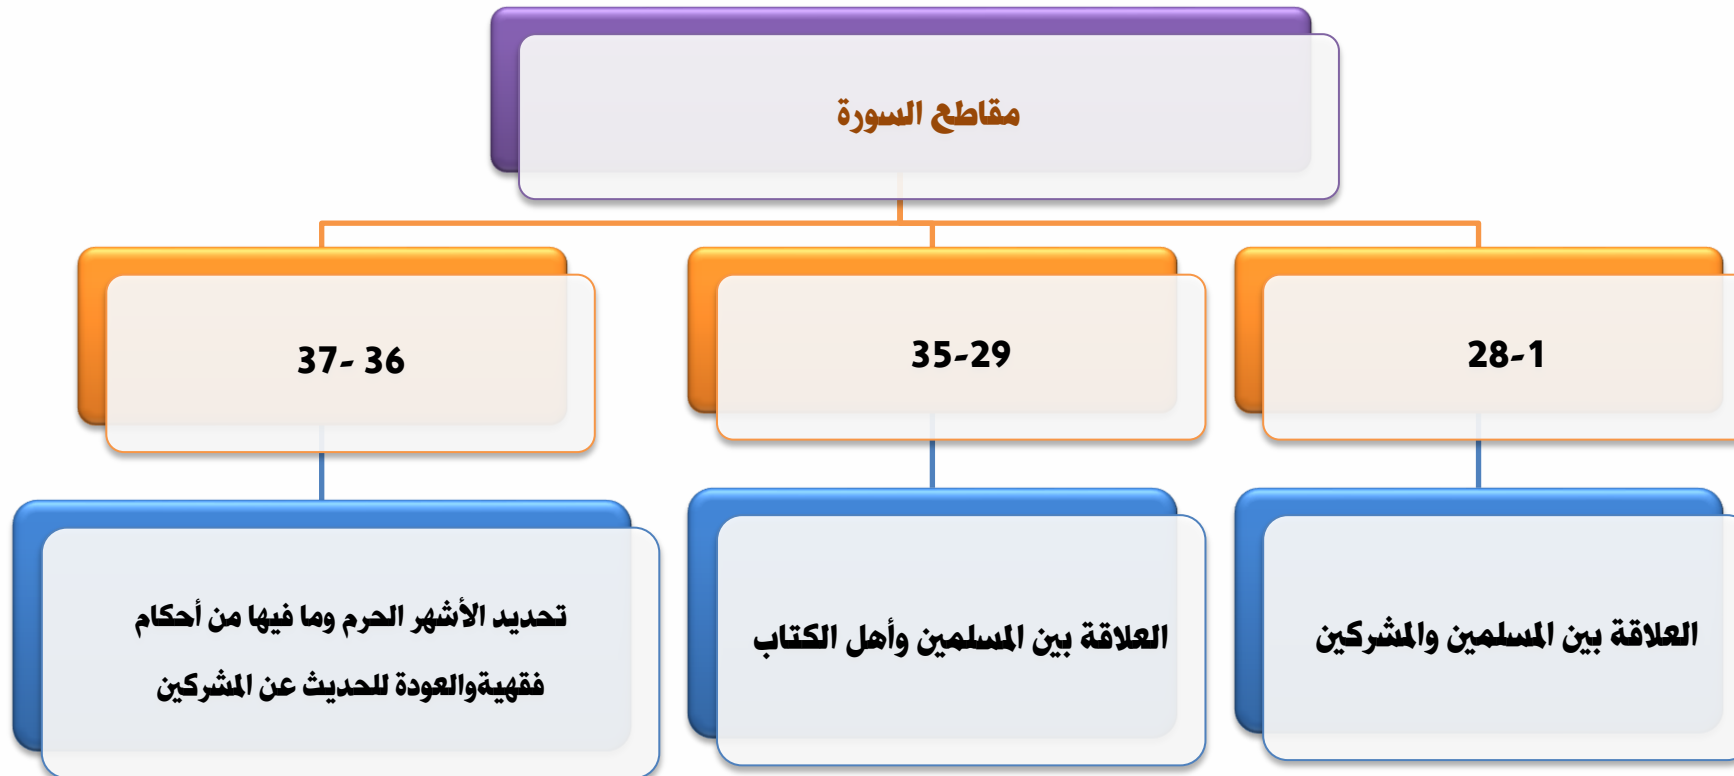 مقاطع السورة
28-1
35-29
37- 36
العلاقة بين المسلمين والمشركين
العلاقة بين المسلمين وأهل الكتاب
تحديد الأشهر الحرم وما فيها من أحكام
فقهيةوالعودة للحديث عن المشركين